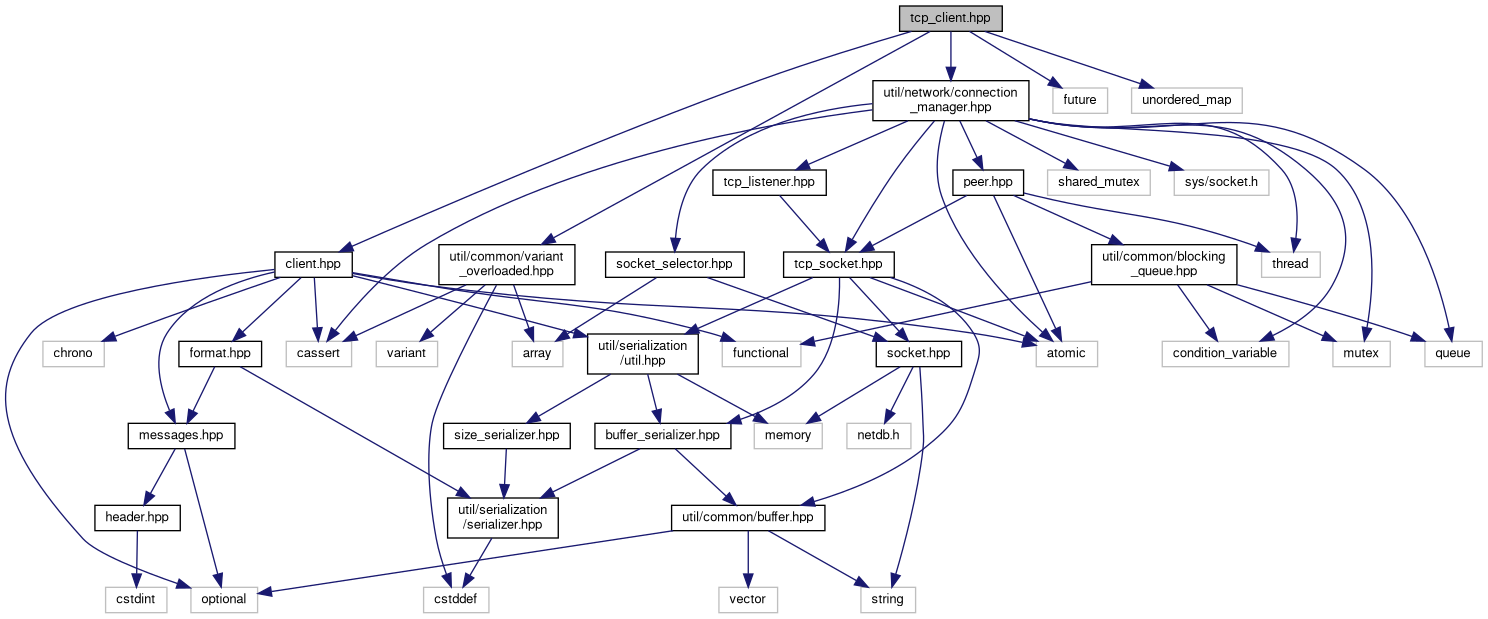 tcp_client.hpp
util/network/connection
_manager.hpp
future
unordered_map
tcp_listener.hpp
peer.hpp
shared_mutex
sys/socket.h
client.hpp
util/common/variant
_overloaded.hpp
socket_selector.hpp
tcp_socket.hpp
util/common/blocking
_queue.hpp
thread
chrono
format.hpp
cassert
variant
array
util/serialization
/util.hpp
functional
socket.hpp
atomic
condition_variable
mutex
queue
messages.hpp
size_serializer.hpp
buffer_serializer.hpp
memory
netdb.h
header.hpp
util/serialization
/serializer.hpp
util/common/buffer.hpp
cstdint
optional
cstddef
vector
string